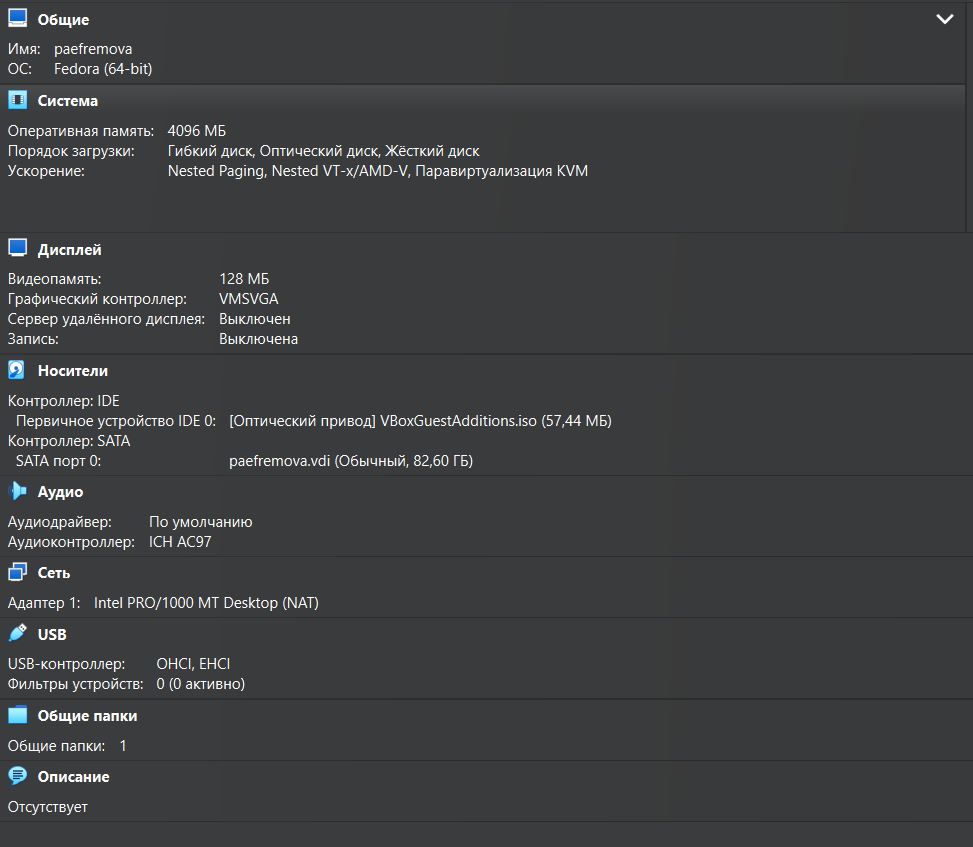 Общие
Имя: paefremova
ОС: Fedora (64-bit)
Система
Оперативная память: 4096 МБ
Порядок загрузки: Гибкий диск, Оптический диск, Жёсткий диск
Ускорение: Nested Paging, Nested VT-x/AMD-V, Паравиртуализация KVM
Дисплей
Видеопамять: 128 МБ
Графический контроллер: VMSVGA
Сервер удалённого дисплея: Выключен
Запись: Выключена
Носители
Контроллер: IDE
Первичное устройство IDE 0: [Оптический привод] VBoxGuestAdditions.iso (57,44 МБ)
Контроллер: SATA
SATA порт 0: paefremova.vdi (Обычный, 82,60 ГБ)
Аудио
Аудиодрайвер: По умолчанию
Аудиоконтроллер: ICH AC97
Сеть
Адаптер 1: Intel PRO/1000 MT Desktop (NAT)
USB
USB-контроллер: OHCI, EHCI
Фильтры устройств: 0 (0 активно)
Общие папки
Общие папки: 1
Описание
Отсутствует